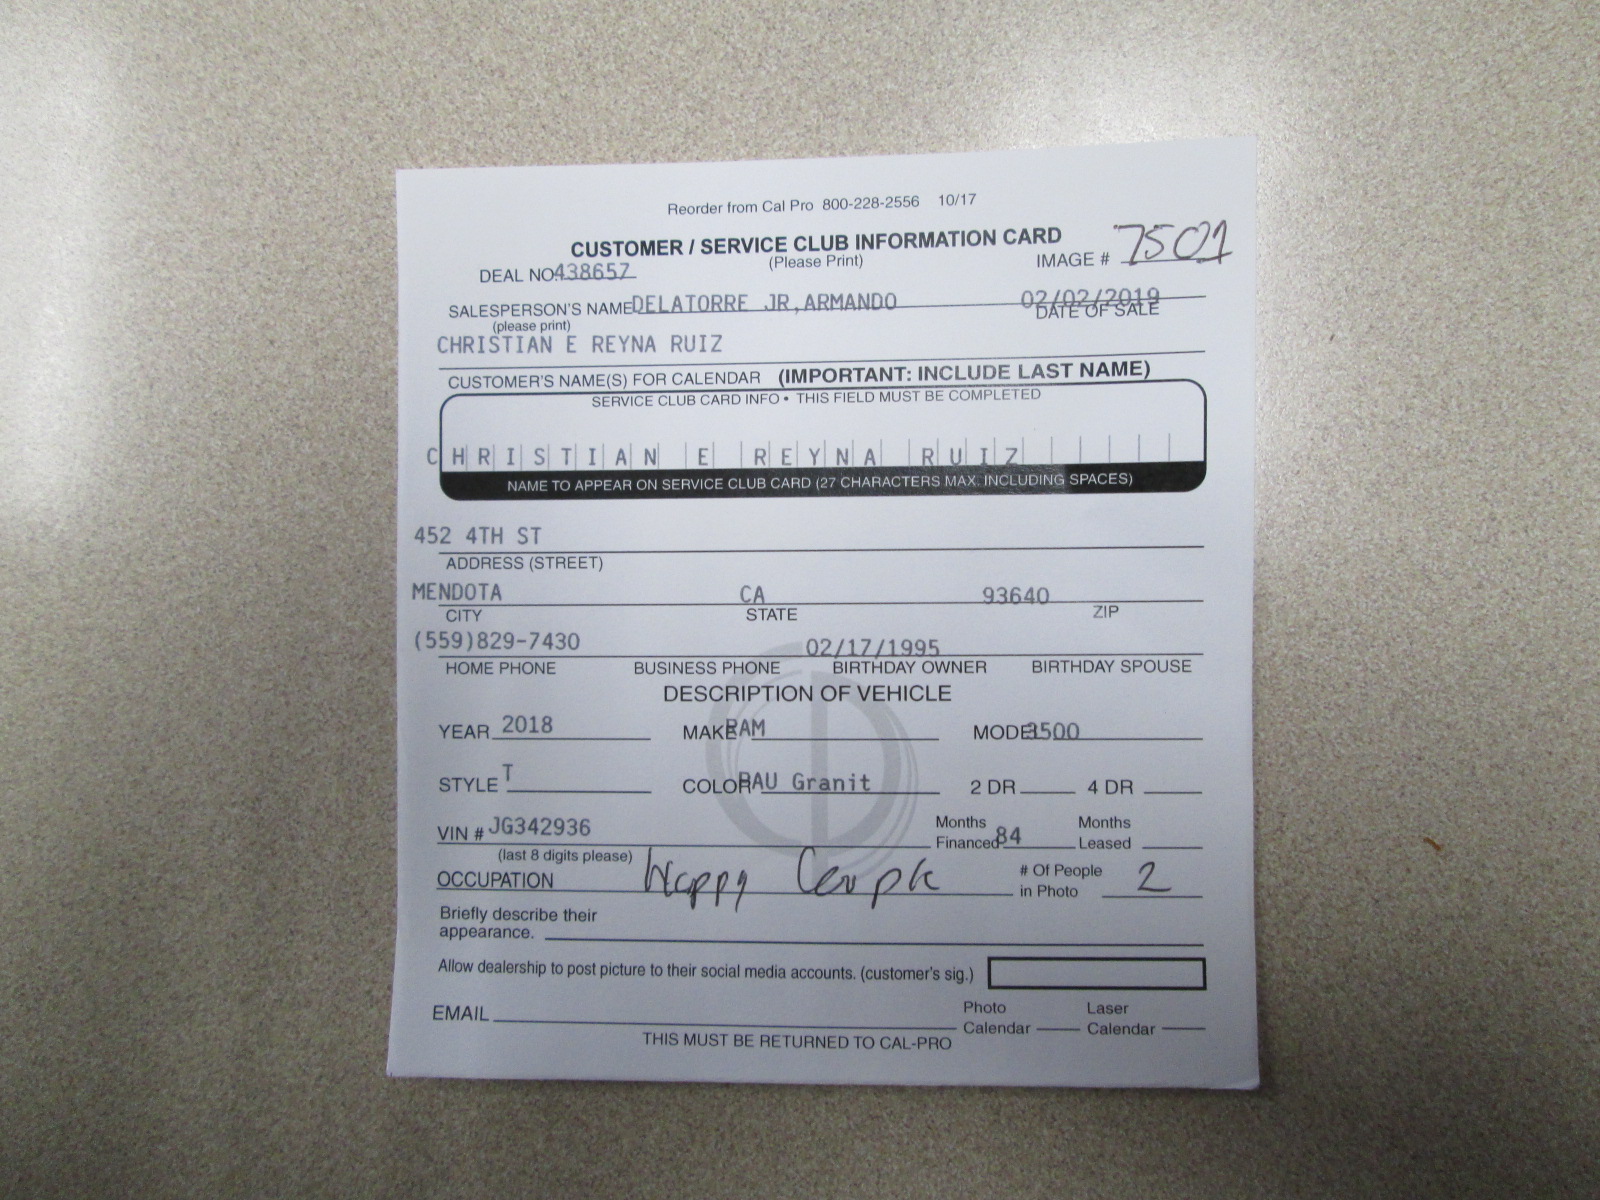 Reorder from Cal Pro 800-228-2556 10/17
CUSTOMER / SERVICE CLUB INFORMATION CARD
(Please Print)
IMAGE # 7501
DEAL NO. 438657
SALESPERSON'S NAME DELATORRE JR,ARMANDO 02/02/2019
(please print) DATE OF SALE
CHRISTIAN E REYNA RUIZ
CUSTOMER'S NAME(S) FOR CALENDAR (IMPORTANT: INCLUDE LAST NAME)
SERVICE CLUB CARD INFO • THIS FIELD MUST BE COMPLETED
CHRISTIAN E REYNA RUIZ
NAME TO APPEAR ON SERVICE CLUB CARD (27 CHARACTERS MAX. INCLUDING SPACES)
452 4TH ST
ADDRESS (STREET)
MENDOTA CA 93640
CITY STATE ZIP
(559)829-7430 02/17/1995
HOME PHONE BUSINESS PHONE BIRTHDAY OWNER BIRTHDAY SPOUSE
DESCRIPTION OF VEHICLE
YEAR 2018 MAKE RAM MODEL 3500
STYLE T COLOR PAU Granit 2 DR 4 DR
VIN # JG342936 Months Financed 84 Months Leased
(last 8 digits please)
OCCUPATION Happy Couple # Of People in Photo 2
Briefly describe their
appearance.
Allow dealership to post picture to their social media accounts. (customer's sig.)
EMAIL Photo Calendar Laser Calendar
THIS MUST BE RETURNED TO CAL-PRO